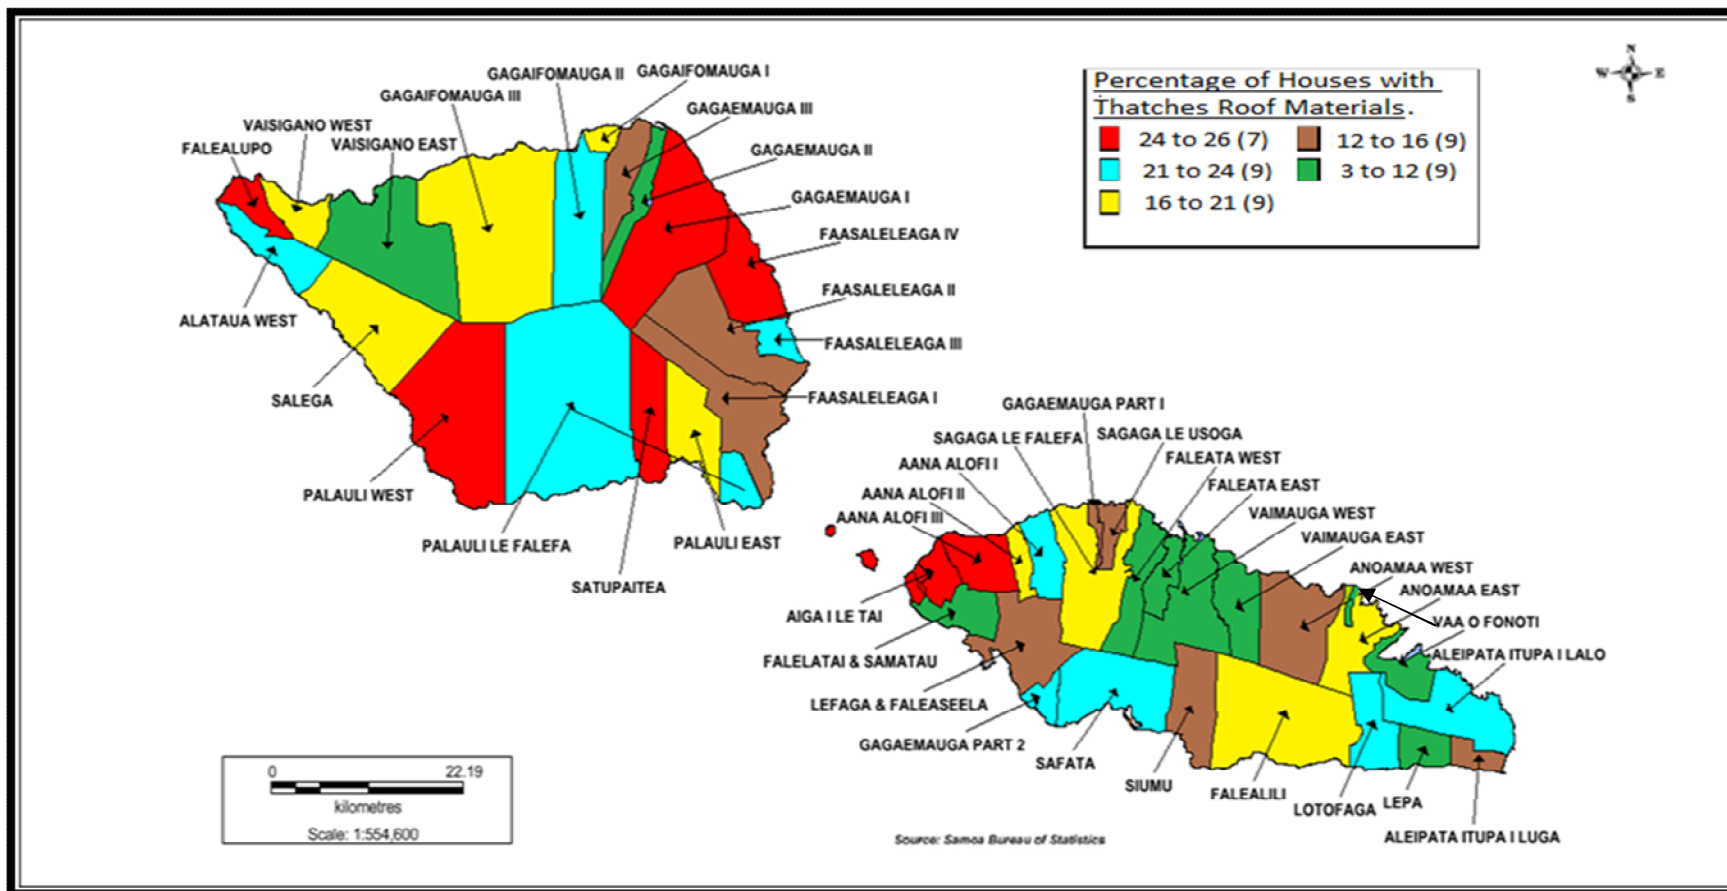 GAGAIFOMAUGA II
GAGAIFOMAUGA I
GAGAIFOMAUGA III
GAGAEMAUGA III
VAISIGANO WEST
VAISIGANO EAST
FALEALUPO
GAGAEMAUGA II
GAGAEMAUGA I
FAASALELEAGA IV
FAASALELEAGA II
ALATAUA WEST
FAASALELEAGA III
SALEGA
FAASALELEAGA I
PALAULI WEST
PALAULI LE FALEFA
PALAULI EAST
SATUPAITEA
N
W
E
S
Percentage of Houses with
Thatches Roof Materials.
24 to 26 (7)
12 to 16 (9)
21 to 24 (9)
3 to 12 (9)
16 to 21 (9)
GAGAEMAUGA PART I
SAGAGA LE FALEFA
SAGAGA LE USOGA
AANA ALOFI I
FALEATA WEST
AANA ALOFI II
FALEATA EAST
AANA ALOFI III
VAIMAUGA WEST
VAIMAUGA EAST
ANOAMAA WEST
ANOAMAA EAST
AIGA I LE TAI
VAA O FONOTI
FALELATAI & SAMATAU
ALEIPATA ITUPA I LALO
LEFAGA & FALEASEELA
GAGAEMAUGA PART 2
SAFATA
SIUMU
FALEALILI
LOTOFAGA
LEPA
ALEIPATA ITUPA I LUGA
0
22.19
kilometres
Scale: 1:554,600
Source: Samoa Bureau of Statistics